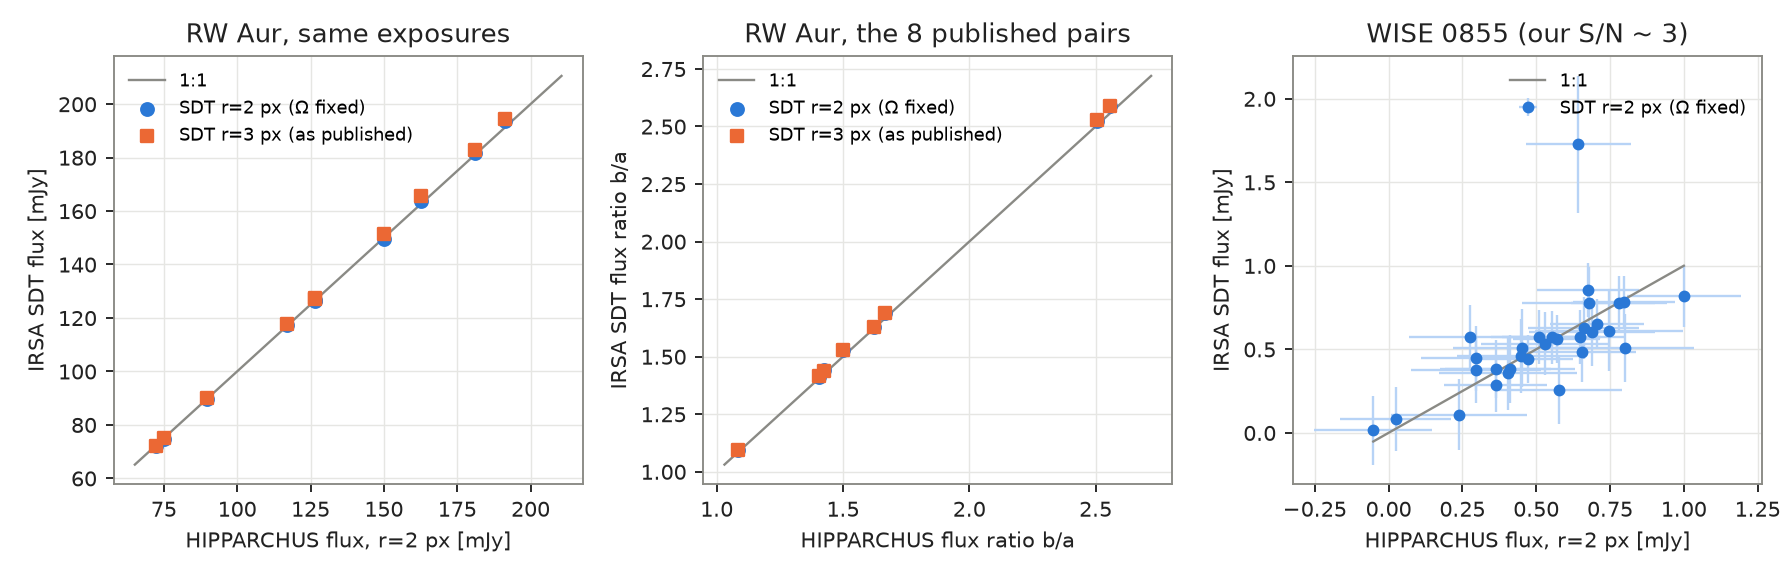 RW Aur, same exposures
1:1
SDT r=2 px (Ω fixed)
SDT r=3 px (as published)
IRSA SDT flux [mJy]
200
180
160
140
120
100
80
60
75
100
125
150
175
200
HIPPARCHUS flux, r=2 px [mJy]
RW Aur, the 8 published pairs
1:1
SDT r=2 px (Ω fixed)
SDT r=3 px (as published)
IRSA SDT flux ratio b/a
2.75
2.50
2.25
2.00
1.75
1.50
1.25
1.00
1.0
1.5
2.0
2.5
HIPPARCHUS flux ratio b/a
WISE 0855 (our S/N ~ 3)
1:1
SDT r=2 px (Ω fixed)
IRSA SDT flux [mJy]
2.0
1.5
1.0
0.5
0.0
−0.25
0.00
0.25
0.50
0.75
1.00
1.25
HIPPARCHUS flux, r=2 px [mJy]